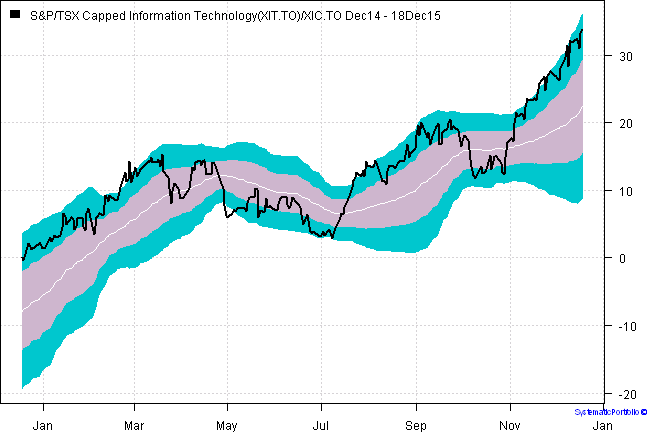 S&P/TSX Capped Information Technology(XIT.TO)/XIC.TO Dec14 - 18Dec15
30
20
10
0
-10
-20
Jan Mar May Jul Sep Nov Jan
SystematicPortfolio ©